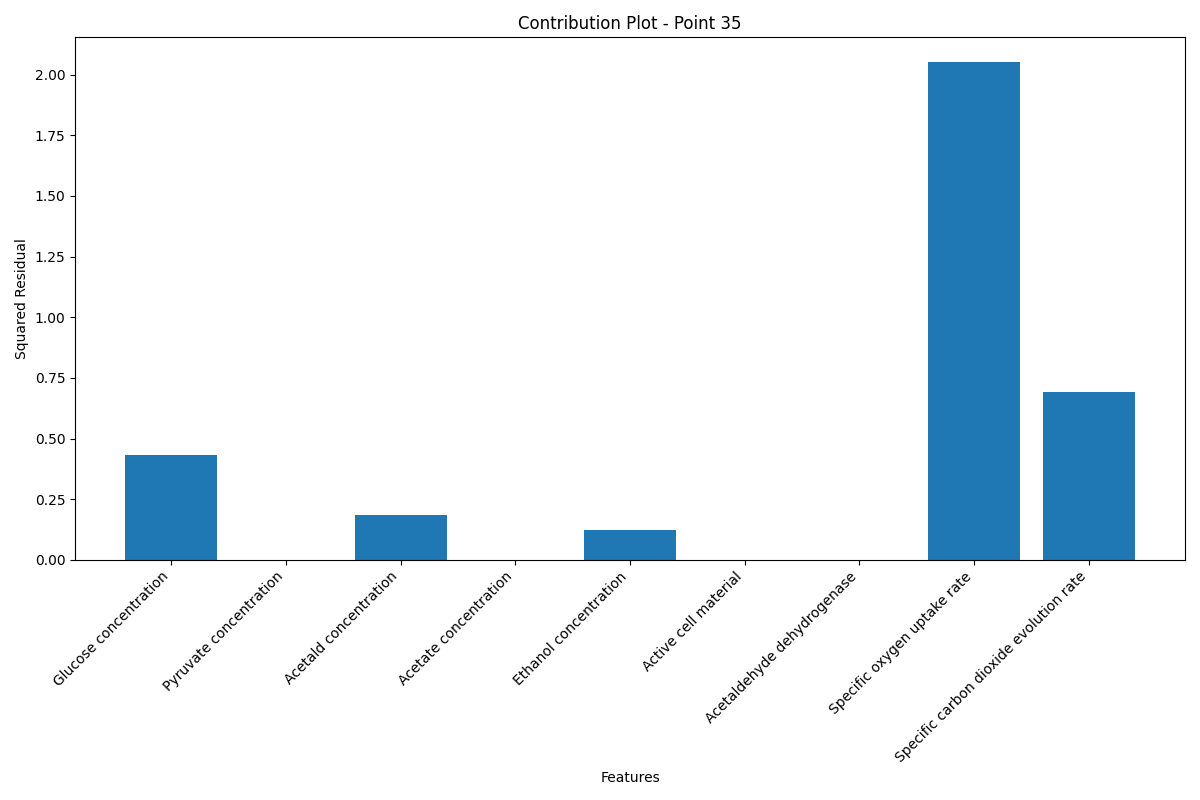 Contribution Plot - Point 35
Squared Residual
2.00
1.75
1.50
1.25
1.00
0.75
0.50
0.25
0.00
Glucose concentration
Pyruvate concentration
Acetald concentration
Acetate concentration
Ethanol concentration
Active cell material
Acetaldehyde dehydrogenase
Specific oxygen uptake rate
Specific carbon dioxide evolution rate
Features